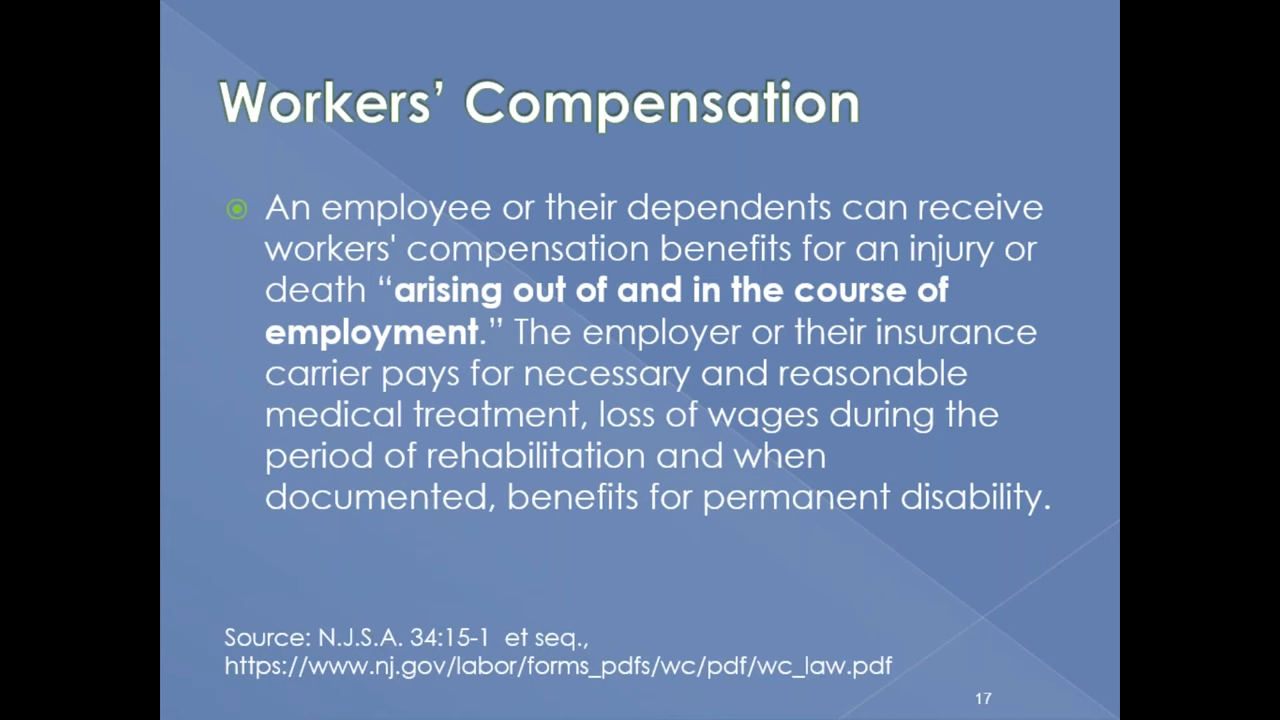 Workers’ Compensation
An employee or their dependents can receive
workers' compensation benefits for an injury or
death “arising out of and in the course of
employment.” The employer or their insurance
carrier pays for necessary and reasonable
medical treatment, loss of wages during the
period of rehabilitation and when
documented, benefits for permanent disability.
Source: N.J.S.A. 34:15-1 et seq.,
https://www.nj.gov/labor/forms_pdfs/wc/pdf/wc_law.pdf
17